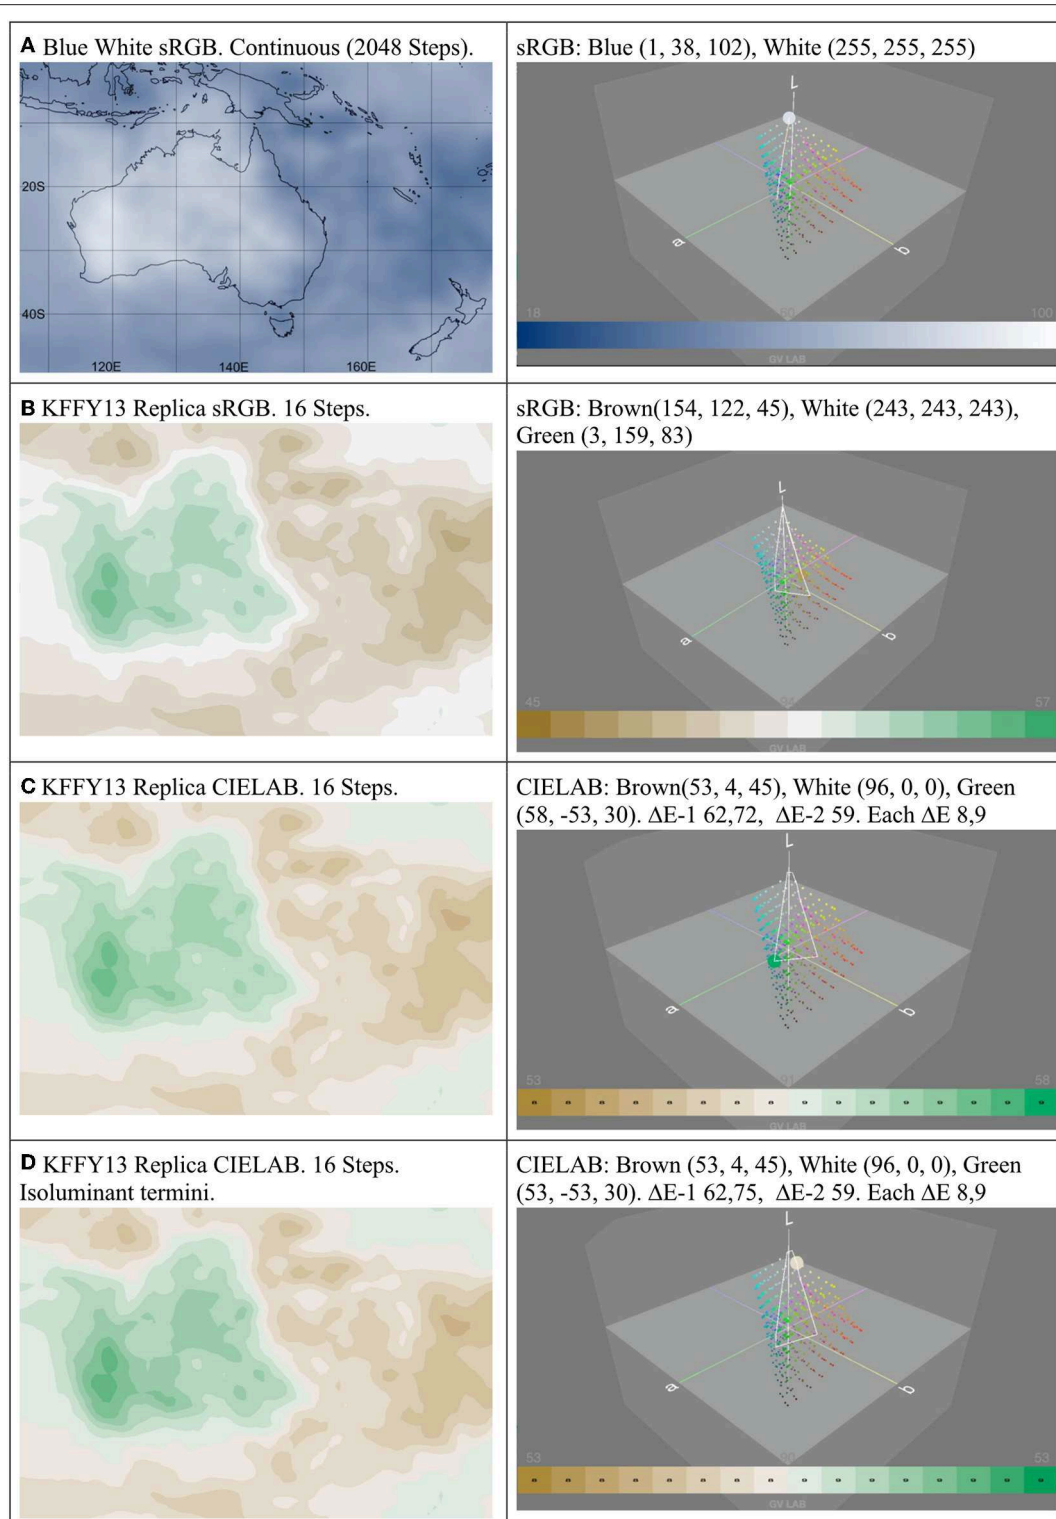 A Blue White sRGB. Continuous (2048 Steps).
sRGB: Blue (1, 38, 102), White (255, 255, 255)
20S
40S
120E
140E
160E
L
a
b
18
60
100
GV LAB
B KFFY13 Replica sRGB. 16 Steps.
sRGB: Brown(154, 122, 45), White (243, 243, 243),
Green (3, 159, 83)
L
a
b
45
57
GV LAB
C KFFY13 Replica CIELAB. 16 Steps.
CIELAB: Brown(53, 4, 45), White (96, 0, 0), Green
(58, -53, 30). ΔE-1 62,72, ΔE-2 59. Each ΔE 8,9
L
a
b
53
91
58
GV LAB
D KFFY13 Replica CIELAB. 16 Steps.
Isoluminant termini.
CIELAB: Brown (53, 4, 45), White (96, 0, 0), Green
(53, -53, 30). ΔE-1 62,75, ΔE-2 59. Each ΔE 8,9
L
a
b
53
90
53
GV LAB